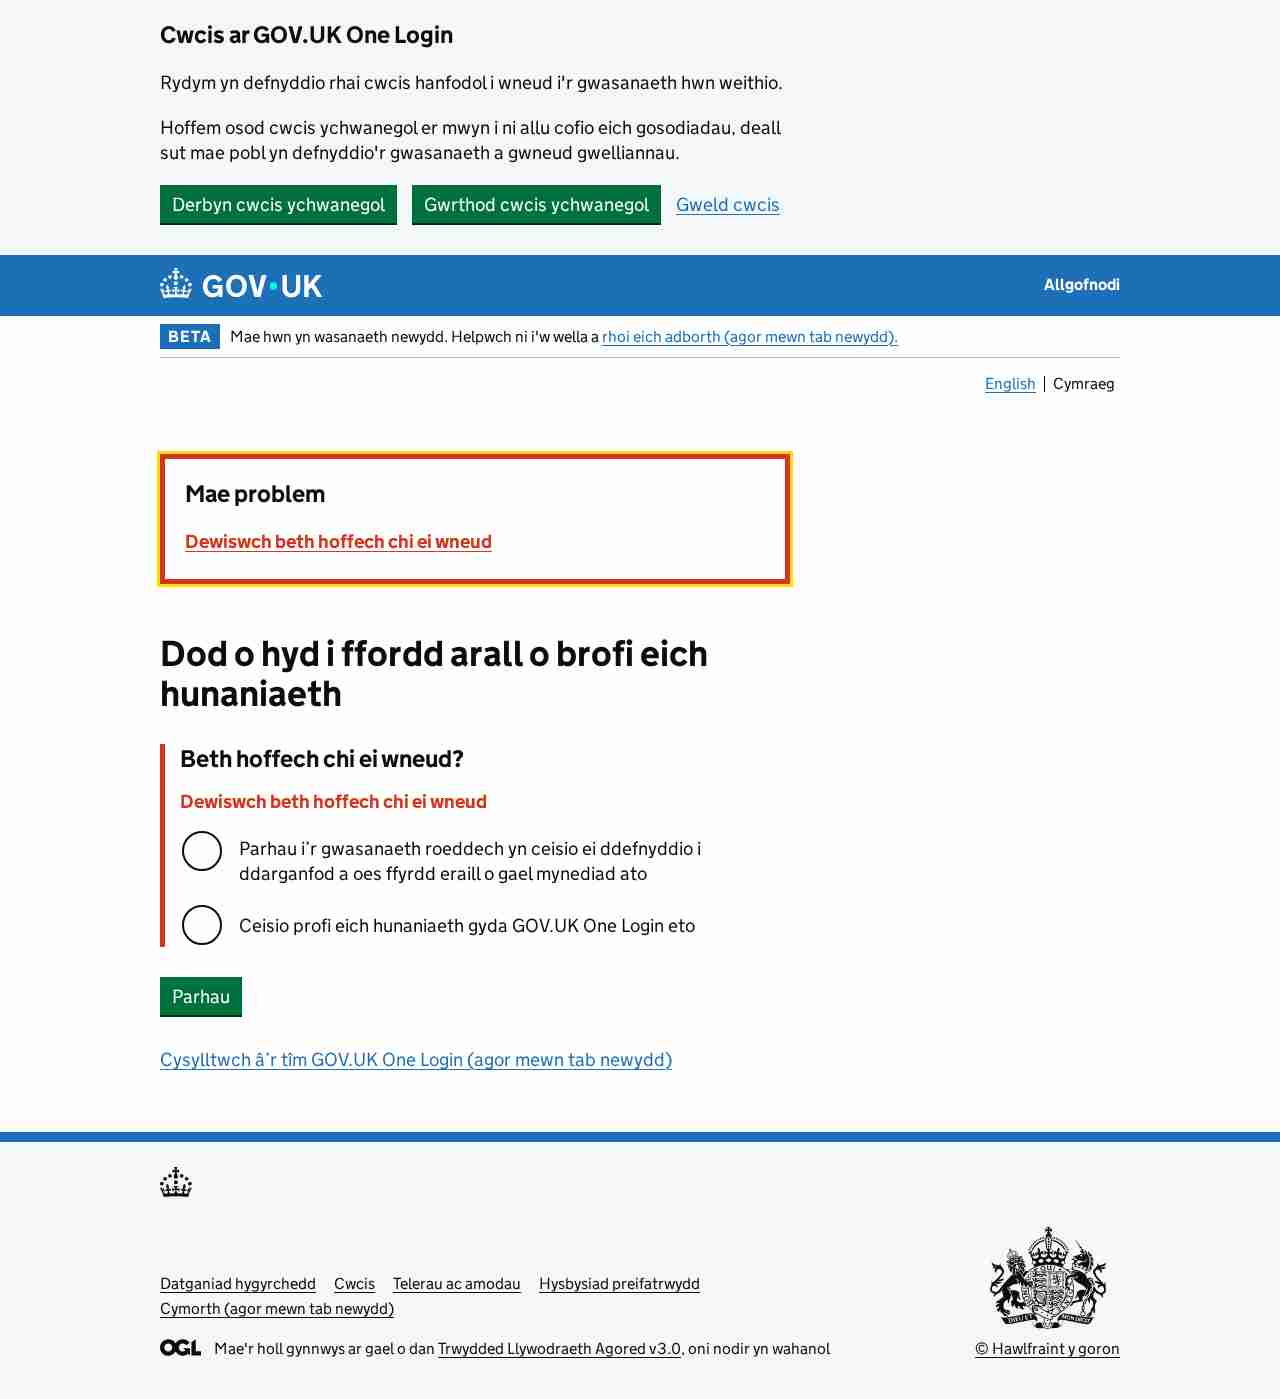 Cwcis ar GOV.UK One Login
Rydym yn defnyddio rhai cwcis hanfodol i wneud i'r gwasanaeth hwn weithio.
Hoffem osod cwcis ychwanegol er mwyn i ni allu cofio eich gosodiadau, deall
sut mae pobl yn defnyddio'r gwasanaeth a gwneud gwelliannau.
Derbyn cwcis ychwanegol Gwrthod cwcis ychwanegol Gweld cwcis
GOV·UK Allgofnodi
BETA Mae hwn yn wasanaeth newydd. Helpwch ni i'w wella a rhoi eich adborth (agor mewn tab newydd).
English | Cymraeg
Mae problem
Dewiswch beth hoffech chi ei wneud
Dod o hyd i ffordd arall o brofi eich
hunaniaeth
Beth hoffech chi ei wneud?
Dewiswch beth hoffech chi ei wneud
Parhau i’r gwasanaeth roeddech yn ceisio ei ddefnyddio i
ddarganfod a oes ffyrdd eraill o gael mynediad ato
Ceisio profi eich hunaniaeth gyda GOV.UK One Login eto
Parhau
Cysylltwch â’r tîm GOV.UK One Login (agor mewn tab newydd)
Datganiad hygyrchedd Cwcis Telerau ac amodau Hysbysiad preifatrwydd
Cymorth (agor mewn tab newydd)
OGL Mae'r holl gynnwys ar gael o dan Trwydded Llywodraeth Agored v3.0, oni nodir yn wahanol
© Hawlfraint y goron